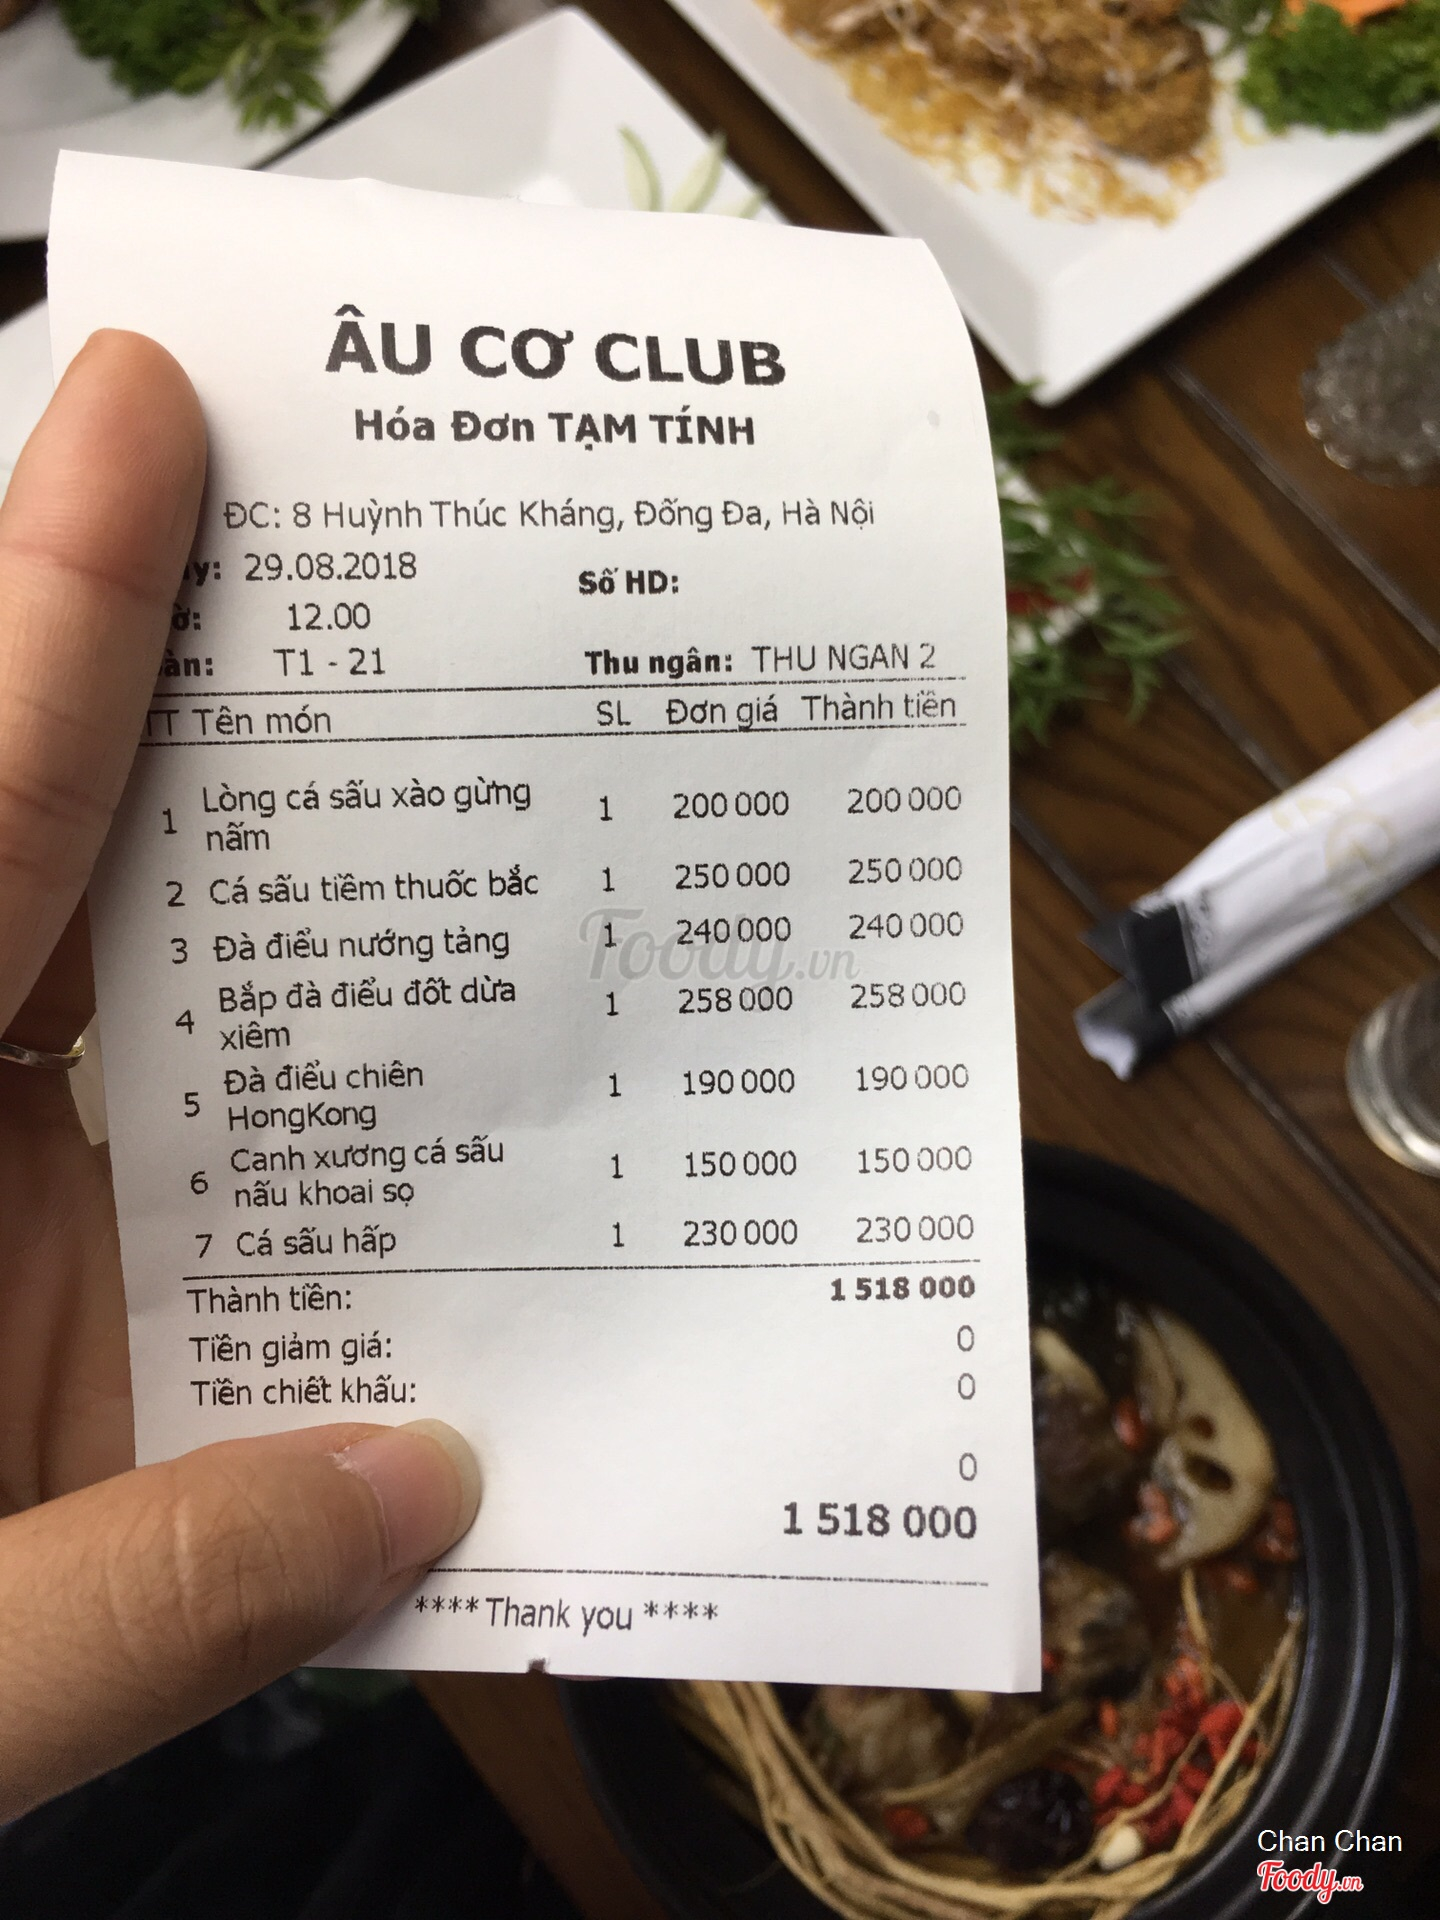 ÂU CƠ CLUB
Hóa Đơn TẠM TÍNH
ĐC: 8 Huỳnh Thúc Kháng, Đống Đa, Hà Nội
29.08.2018 Số HD:
12.00
T1 - 21 Thu ngân: THU NGAN 2
TT Tên món SL Đơn giá Thành tiền
1 Lòng cá sấu xào gừng nấm 1 200 000 200 000
2 Cá sấu tiềm thuốc bắc 1 250 000 250 000
3 Đà điểu nướng tảng 1 240 000 240 000
4 Bắp đà điểu đốt dừa xiêm 1 258 000 258 000
5 Đà điểu chiên HongKong 1 190 000 190 000
6 Canh xương cá sấu nấu khoai sọ 1 150 000 150 000
7 Cá sấu hấp 1 230 000 230 000
Thành tiền: 1 518 000
Tiền giảm giá: 0
Tiền chiết khấu: 0
0
1 518 000
**** Thank you ****
Foody.vn
Chan Chan
Foody.vn